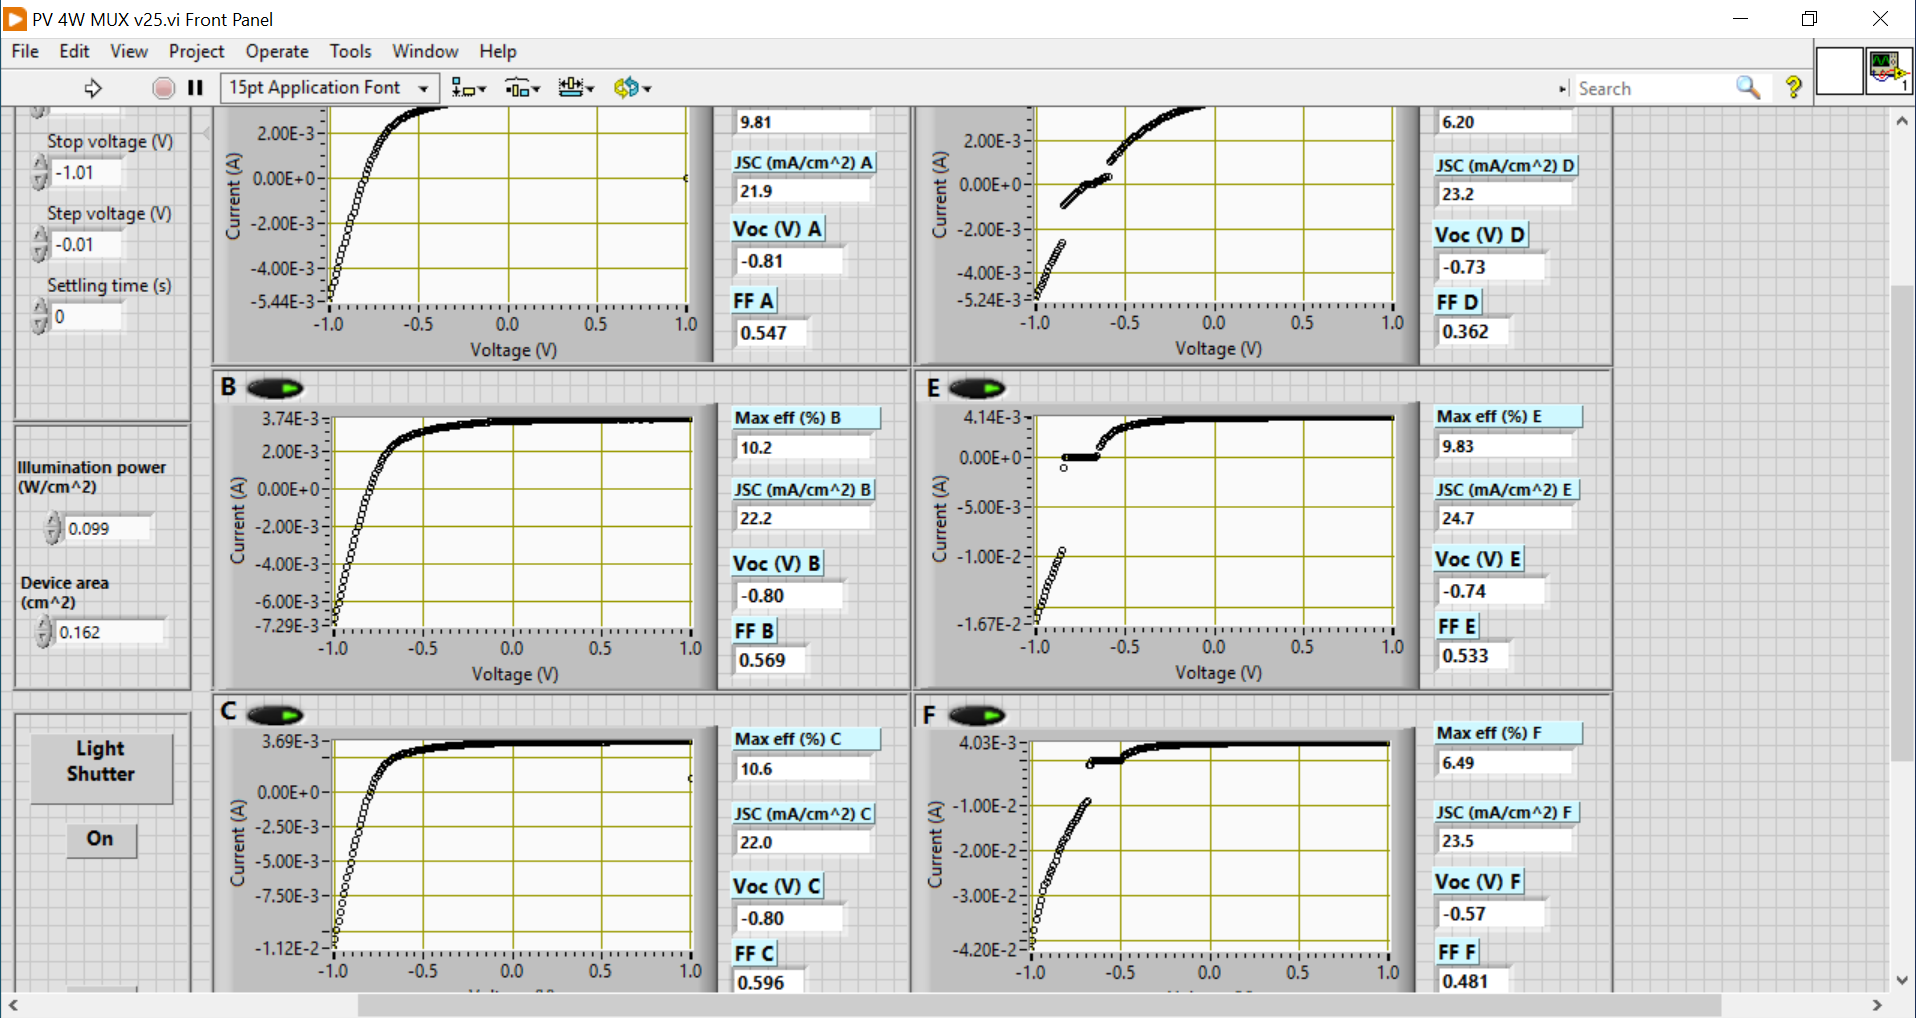 PV 4W MUX v25.vi Front Panel
File Edit View Project Operate Tools Window Help
15pt Application Font
Search
1
Stop voltage (V)
-1.01
Step voltage (V)
-0.01
Settling time (s)
0
Illumination power
(W/cm^2)
0.099
Device area
(cm^2)
0.162
Light
Shutter
On
Current (A)
2.00E-3
0.00E+0
-2.00E-3
-4.00E-3
-5.44E-3
-1.0 -0.5 0.0 0.5 1.0
Voltage (V)
9.81
JSC (mA/cm^2) A
21.9
Voc (V) A
-0.81
FF A
0.547
Current (A)
2.00E-3
0.00E+0
-2.00E-3
-4.00E-3
-5.24E-3
-1.0 -0.5 0.0 0.5 1.0
Voltage (V)
6.20
JSC (mA/cm^2) D
23.2
Voc (V) D
-0.73
FF D
0.362
B
Current (A)
3.74E-3
2.00E-3
0.00E+0
-2.00E-3
-4.00E-3
-6.00E-3
-7.29E-3
-1.0 -0.5 0.0 0.5 1.0
Voltage (V)
Max eff (%) B
10.2
JSC (mA/cm^2) B
22.2
Voc (V) B
-0.80
FF B
0.569
E
Current (A)
4.14E-3
0.00E+0
-5.00E-3
-1.00E-2
-1.67E-2
-1.0 -0.5 0.0 0.5 1.0
Voltage (V)
Max eff (%) E
9.83
JSC (mA/cm^2) E
24.7
Voc (V) E
-0.74
FF E
0.533
C
Current (A)
3.69E-3
0.00E+0
-2.50E-3
-5.00E-3
-7.50E-3
-1.12E-2
-1.0 -0.5 0.0 0.5 1.0
Max eff (%) C
10.6
JSC (mA/cm^2) C
22.0
Voc (V) C
-0.80
FF C
0.596
F
Current (A)
4.03E-3
-1.00E-2
-2.00E-2
-3.00E-2
-4.20E-2
-1.0 -0.5 0.0 0.5 1.0
Max eff (%) F
6.49
JSC (mA/cm^2) F
23.5
Voc (V) F
-0.57
FF F
0.481